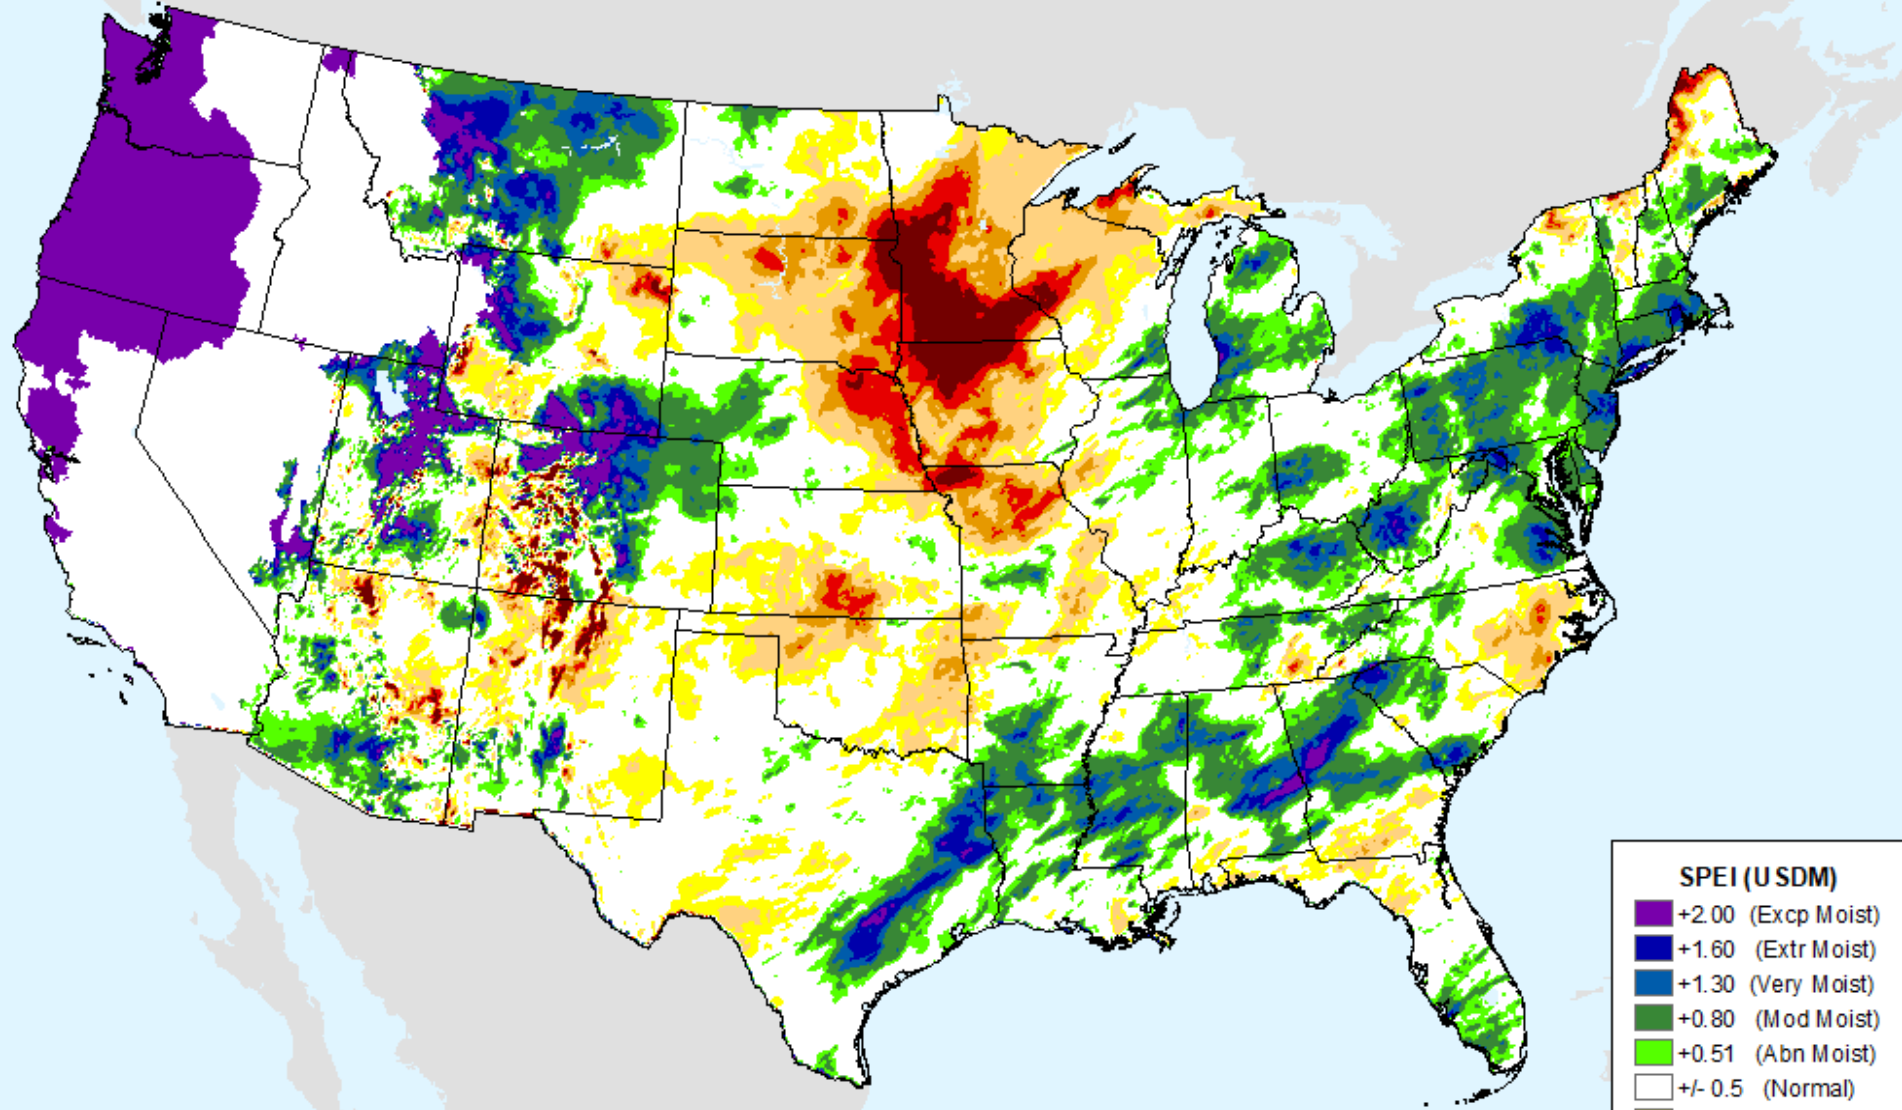 SPEI (USDM)
+2.00 (Excp Moist)
+1.60 (Extr Moist)
+1.30 (Very Moist)
+0.80 (Mod Moist)
+0.51 (Abn Moist)
+/- 0.5 (Normal)